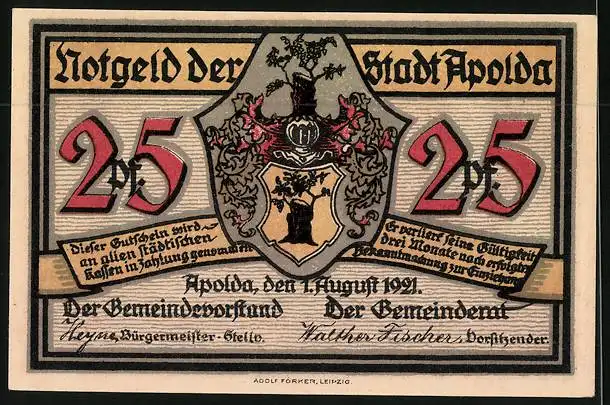 Notgeld der Stadt Apolda
25 Pf.
25 Pf.
Dieser Gutschein wird
an allen städtischen
Kassen in Zahlung genommen
Er verliert seine Gültigkeit
drei Monate nach erfolgter
Bekanntmachung zur Einziehung
Apolda, den 1. August 1921.
Der Gemeindevorstand Der Gemeinderat
Heyne, Bürgermeister-Stellv. Walther Fischer, Vorsitzender.
ADOLF FÖRKER, LEIPZIG.